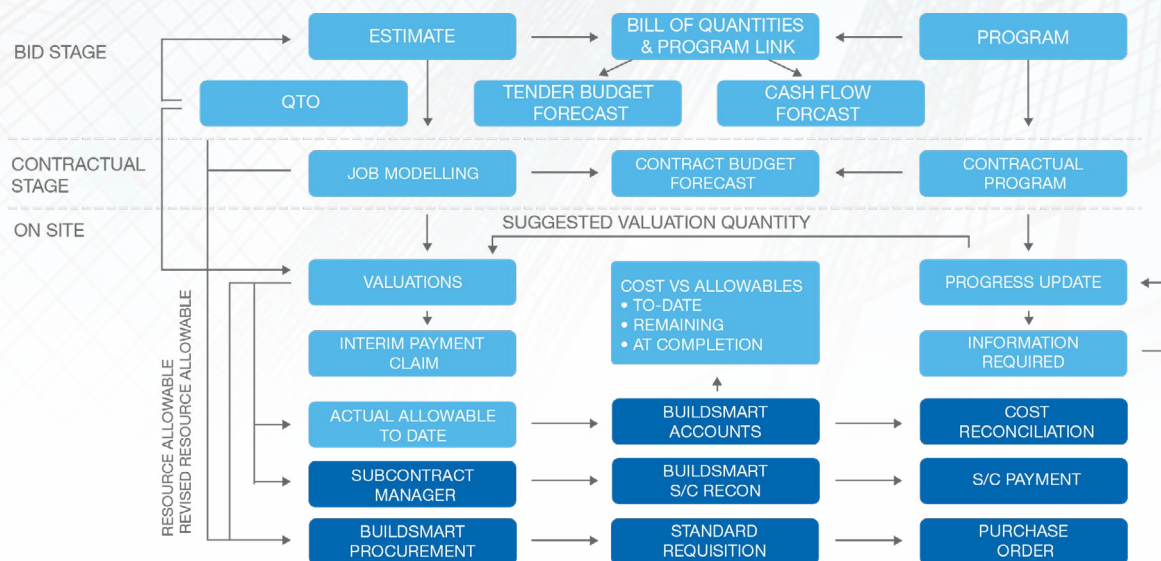 BID STAGE
ESTIMATE
BILL OF QUANTITIES
& PROGRAM LINK
PROGRAM
QTO
TENDER BUDGET
FORECAST
CASH FLOW
FORCAST
CONTRACTUAL
STAGE
JOB MODELLING
CONTRACT BUDGET
FORECAST
CONTRACTUAL
PROGRAM
ON SITE
SUGGESTED VALUATION QUANTITY
VALUATIONS
COST VS ALLOWABLES
• TO-DATE
• REMAINING
• AT COMPLETION
PROGRESS UPDATE
INTERIM PAYMENT
CLAIM
INFORMATION
REQUIRED
RESOURCE ALLOWABLE
REVISED RESOURCE ALLOWABLE
ACTUAL ALLOWABLE
TO DATE
BUILDSMART
ACCOUNTS
COST
RECONCILIATION
SUBCONTRACT
MANAGER
BUILDSMART
S/C RECON
S/C PAYMENT
BUILDSMART
PROCUREMENT
STANDARD
REQUISITION
PURCHASE
ORDER